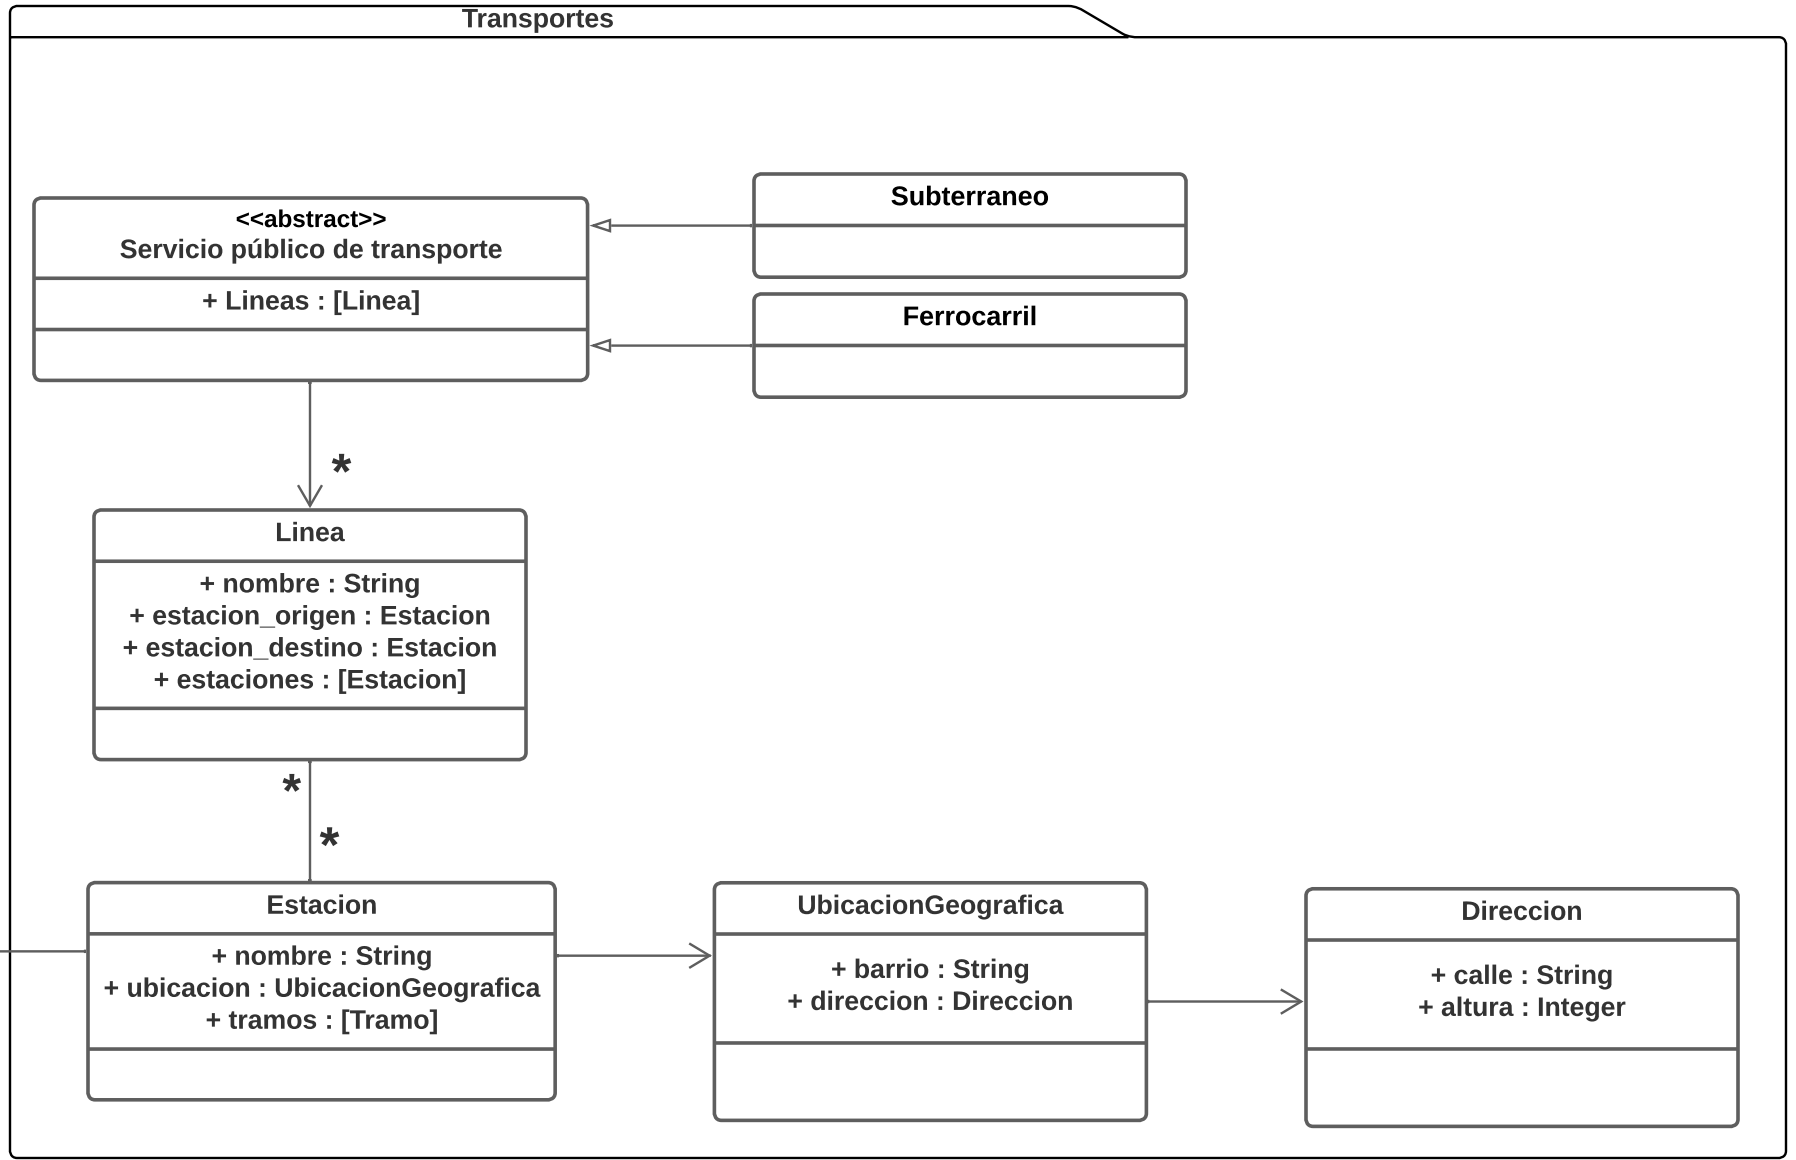 Transportes
<<abstract>>
Servicio público de transporte
+ Lineas : [Linea]
Subterraneo
Ferrocarril
*
Linea
+ nombre : String
+ estacion_origen : Estacion
+ estacion_destino : Estacion
+ estaciones : [Estacion]
*
*
Estacion
+ nombre : String
+ ubicacion : UbicacionGeografica
+ tramos : [Tramo]
UbicacionGeografica
+ barrio : String
+ direccion : Direccion
Direccion
+ calle : String
+ altura : Integer